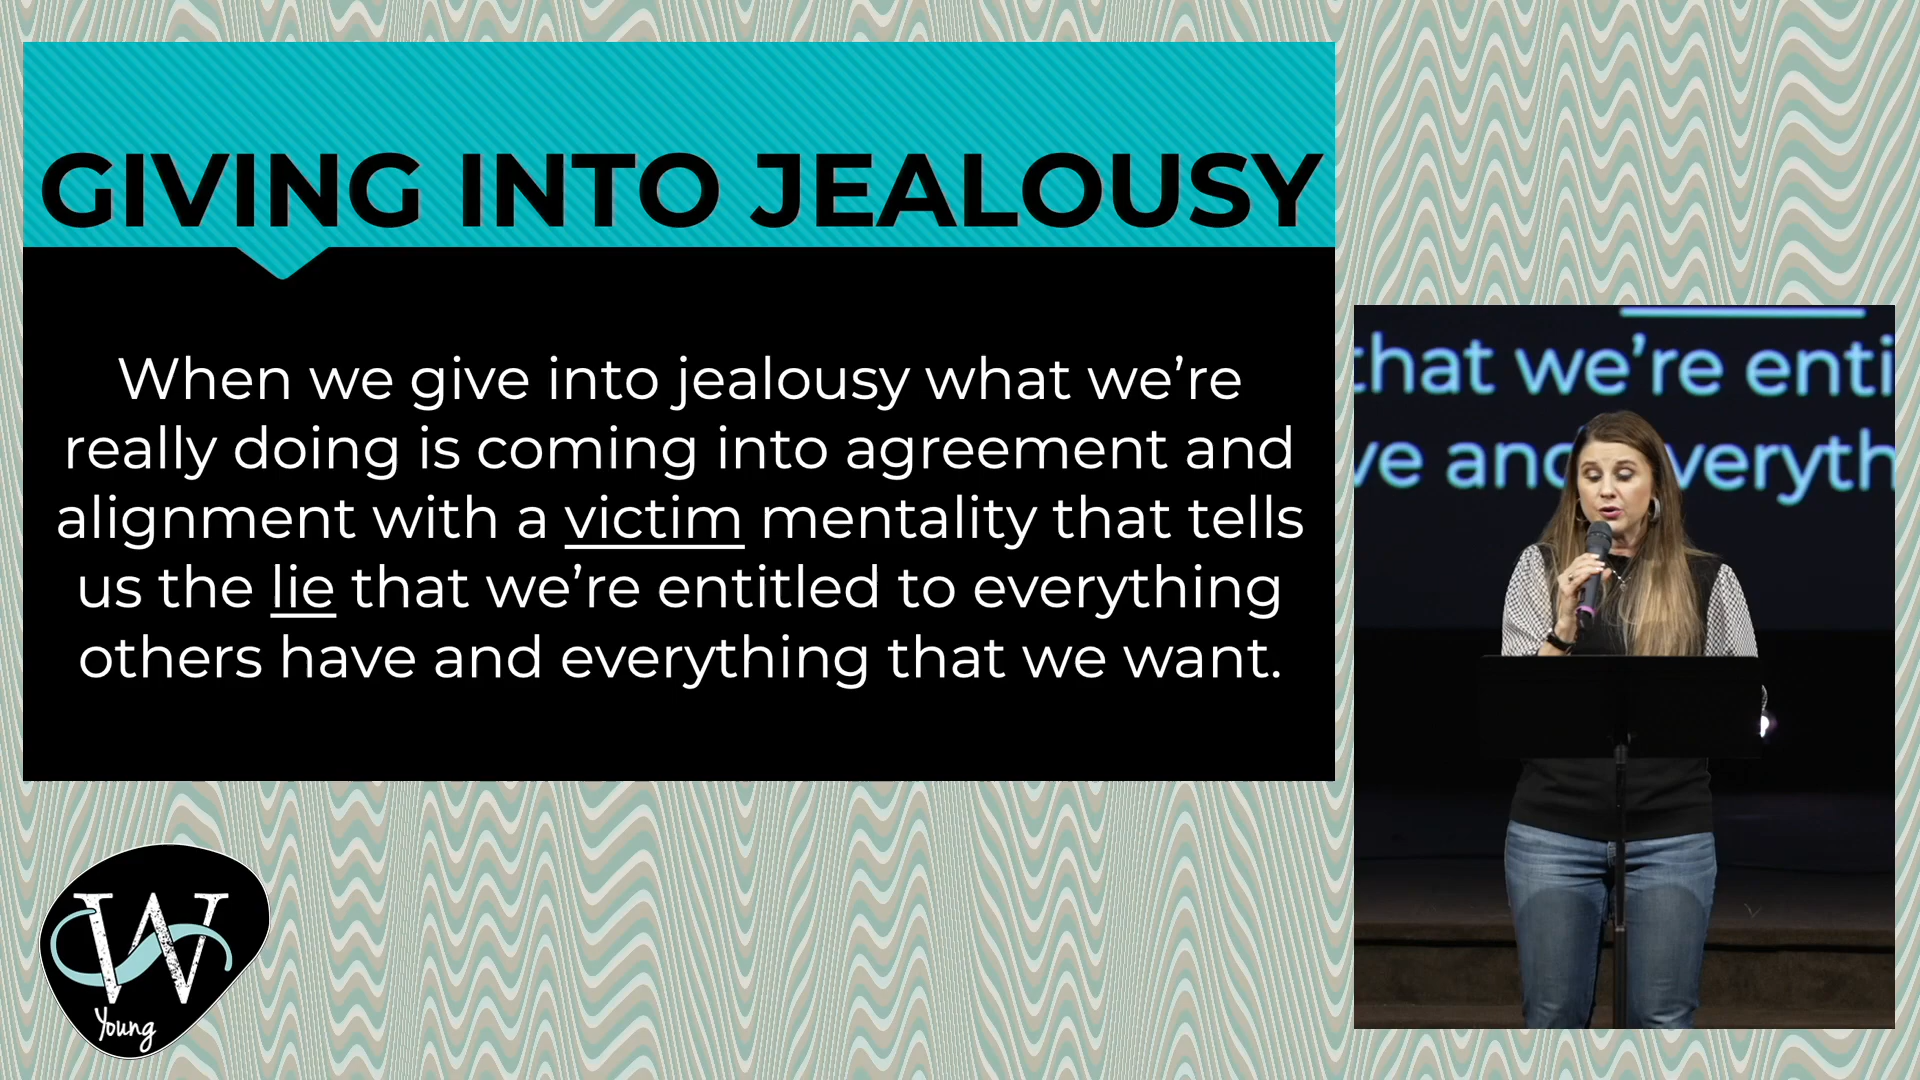 GIVING INTO JEALOUSY
When we give into jealousy what we’re
really doing is coming into agreement and
alignment with a victim mentality that tells
us the lie that we’re entitled to everything
others have and everything that we want.
that we’re enti
ve and everyth
W
Young